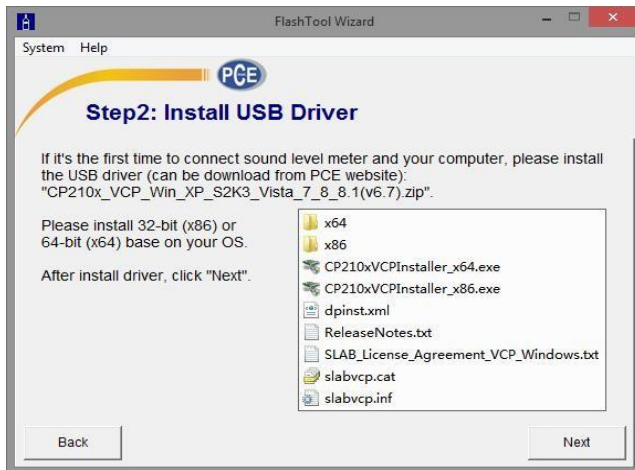 FlashTool Wizard
System Help
PCE
Step2: Install USB Driver
If it's the first time to connect sound level meter and your computer, please install
the USB driver (can be download from PCE website):
"CP210x_VCP_Win_XP_S2K3_Vista_7_8_8.1(v6.7).zip".
Please install 32-bit (x86) or
64-bit (x64) base on your OS.
After install driver, click "Next".
x64
x86
CP210xVCPInstaller_x64.exe
CP210xVCPInstaller_x86.exe
dpinst.xml
ReleaseNotes.txt
SLAB_License_Agreement_VCP_Windows.txt
slabvcp.cat
slabvcp.inf
Back
Next